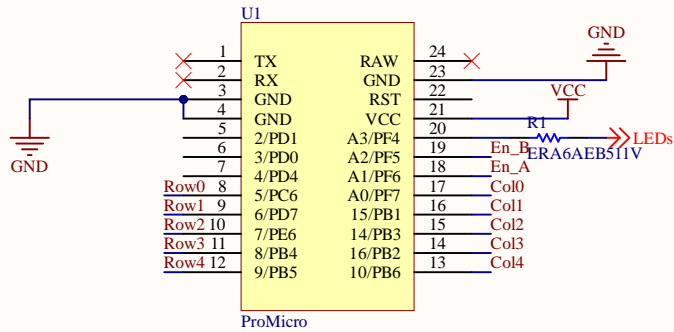 U1
1 TX RAW 24 GND
2 RX GND 23
3 GND RST 22 VCC
4 GND VCC 21 R1
5 2/PD1 A3/PF4 20 LEDs
GND 6 3/PD0 A2/PF5 19 En_B ERA6AEB511V
7 4/PD4 A1/PF6 18 En_A
Row0 8 5/PC6 A0/PF7 17 Col0
Row1 9 6/PD7 15/PB1 16 Col1
Row2 10 7/PE6 14/PB3 15 Col2
Row3 11 8/PB4 16/PB2 14 Col3
Row4 12 9/PB5 10/PB6 13 Col4
ProMicro